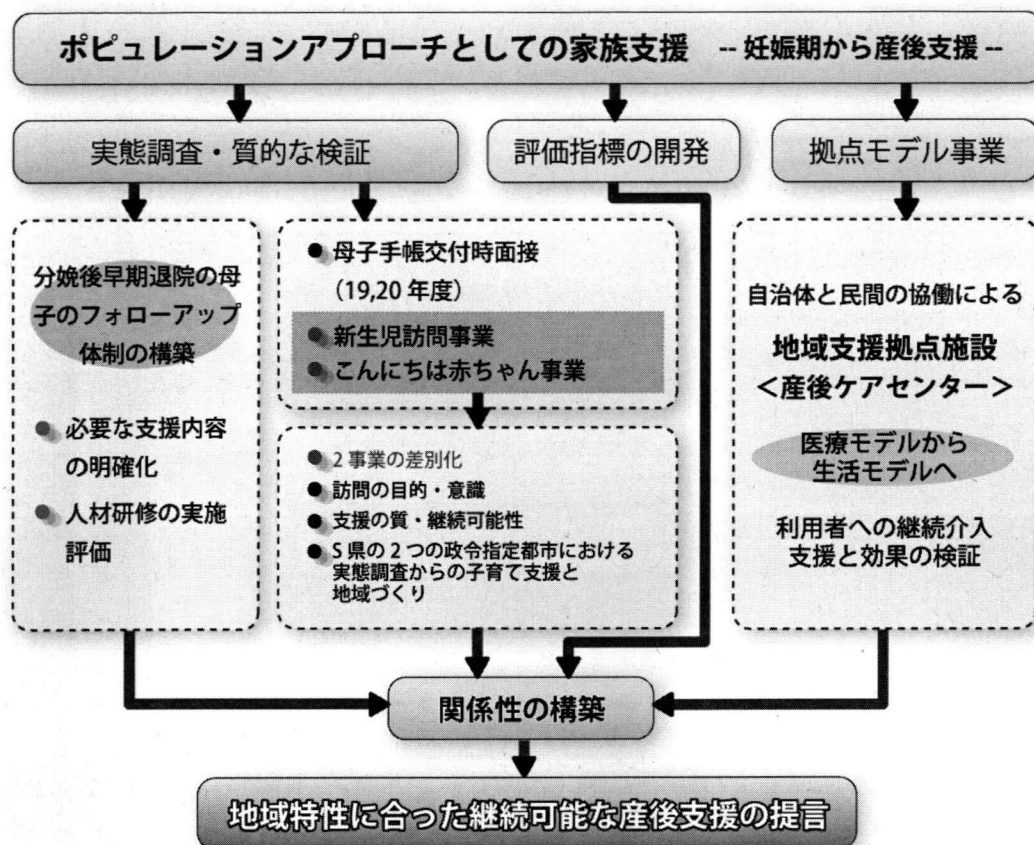 ポピュレーションアプローチとしての家族支援 -- 妊娠期から産後支援 --
実態調査・質的な検証
評価指標の開発
拠点モデル事業
分娩後早期退院の母
子のフォローアップ
体制の構築
● 必要な支援内容
の明確化
● 人材研修の実施
評価
● 母子手帳交付時面接
（19,20 年度）
● 新生児訪問事業
● こんにちは赤ちゃん事業
● 2 事業の差別化
● 訪問の目的・意識
● 支援の質・継続可能性
● S 県の 2 つの政令指定都市における
実態調査からの子育て支援と
地域づくり
自治体と民間の協働による
地域支援拠点施設
＜産後ケアセンター＞
医療モデルから
生活モデルへ
利用者への継続介入
支援と効果の検証
関係性の構築
地域特性に合った継続可能な産後支援の提言